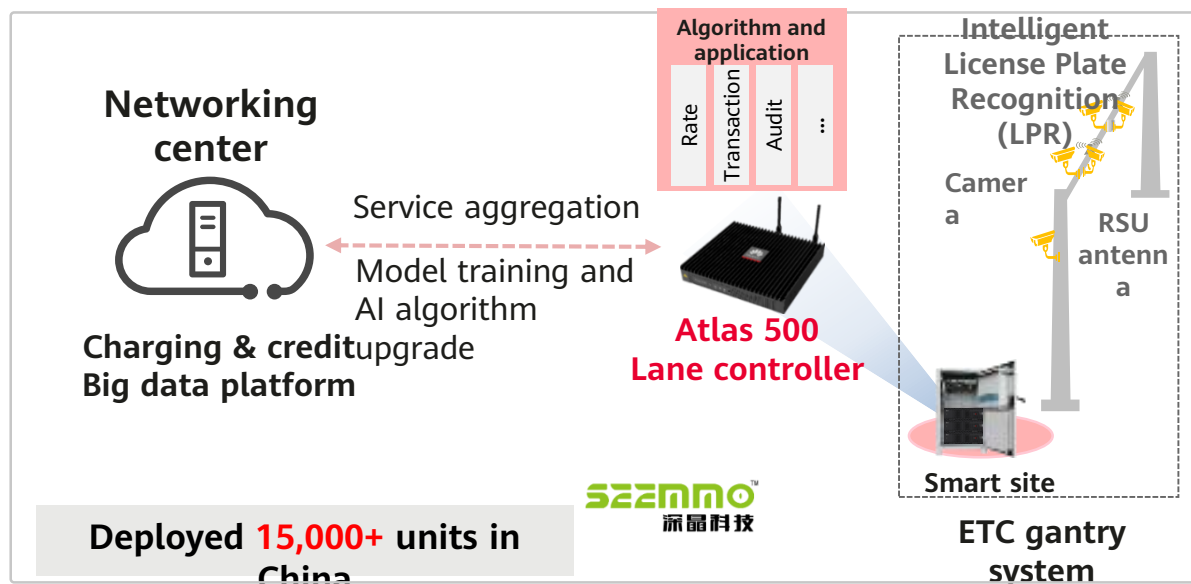 Networking
center
Service aggregation
Model training and
AI algorithm
upgrade
Charging & credit
Big data platform
Algorithm and
application
Rate
Transaction
Audit
...
Atlas 500
Lane controller
Intelligent
License Plate
Recognition
(LPR)
Camer
a
RSU
antenn
a
Smart site
ETC gantry
system
SEEMMO™
深晶科技
Deployed 15,000+ units in
China